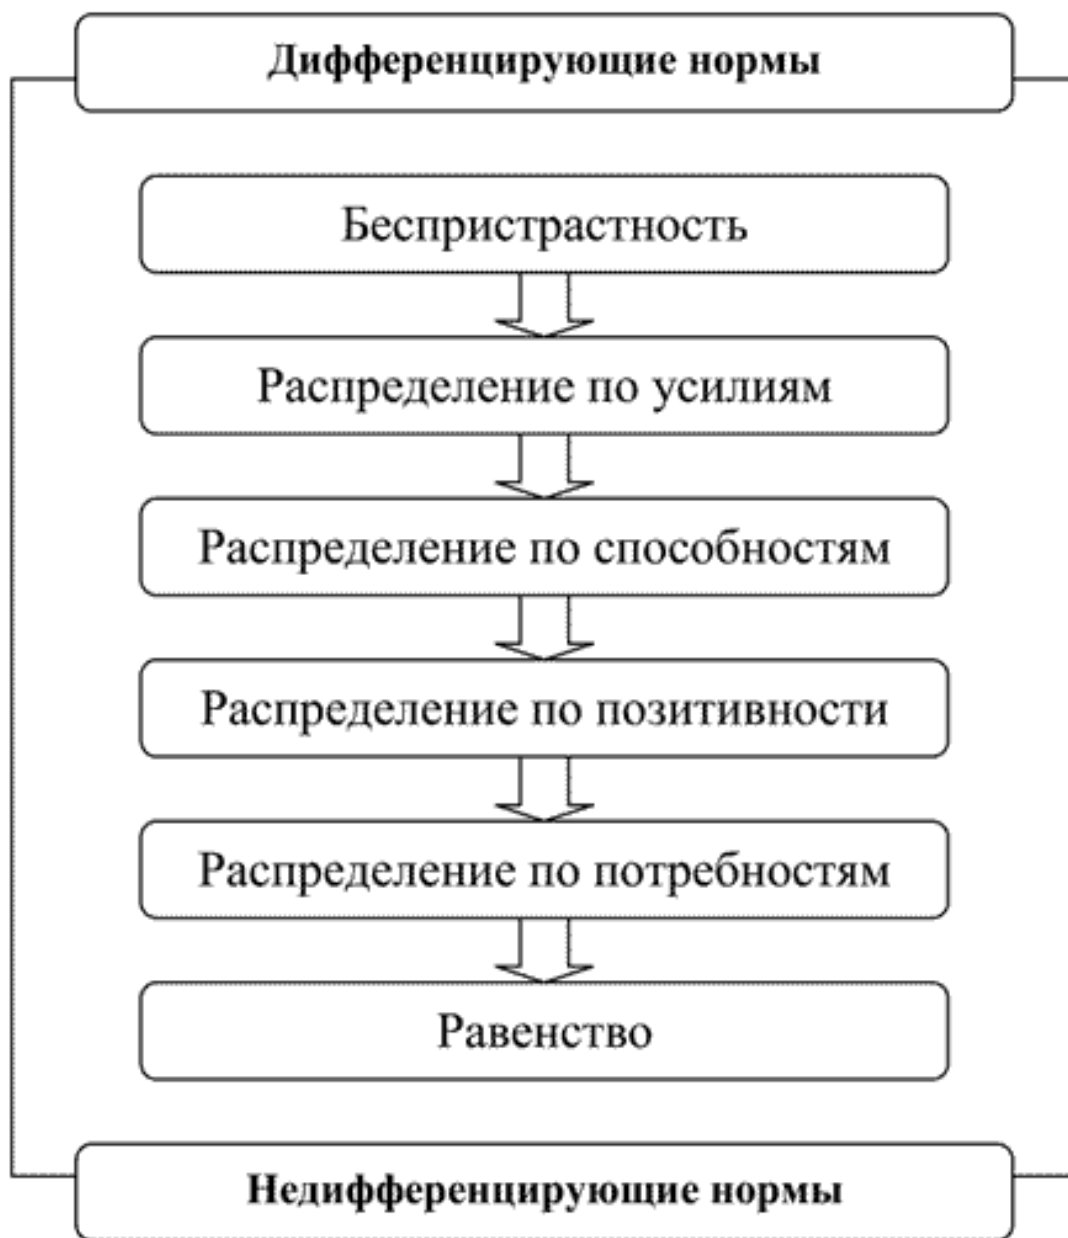 Дифференцирующие нормы
Беспристрастность
Распределение по усилиям
Распределение по способностям
Распределение по позитивности
Распределение по потребностям
Равенство
Недифференцирующие нормы